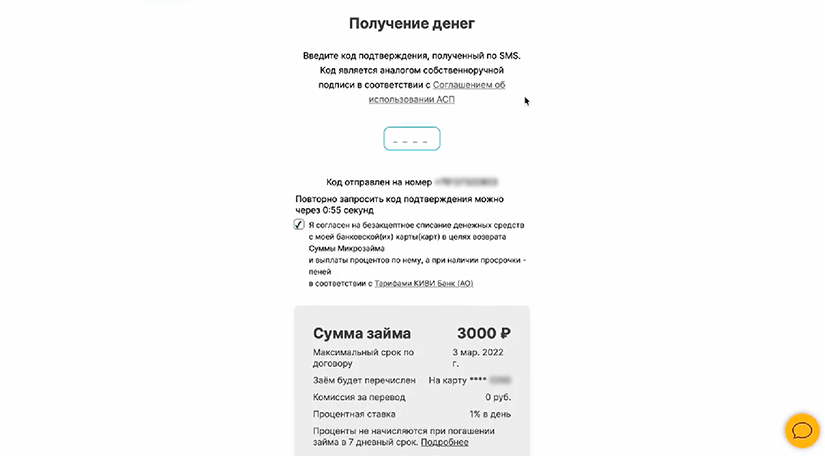 Получение денег
Введите код подтверждения, полученный по SMS.
Код является аналогом собственноручной
подписи в соответствии с Соглашением об
использовании АСП
_ _ _ _
Код отправлен на номер
Повторно запросить код подтверждения можно
через 0:55 секунд
Я согласен на безакцептное списание денежных средств
с моей банковской(их) карты(карт) в целях возврата
Суммы Микрозайма
и выплаты процентов по нему, а при наличии просрочки -
пеней
в соответствии с Тарифами КИВИ Банк (АО)
Сумма займа 3000 ₽
Максимальный срок по 3 мар. 2022
договору г.
Заём будет перечислен На карту ****
Комиссия за перевод 0 руб.
Процентная ставка 1% в день
Проценты не начисляются при погашении
займа в 7 дневный срок. Подробнее